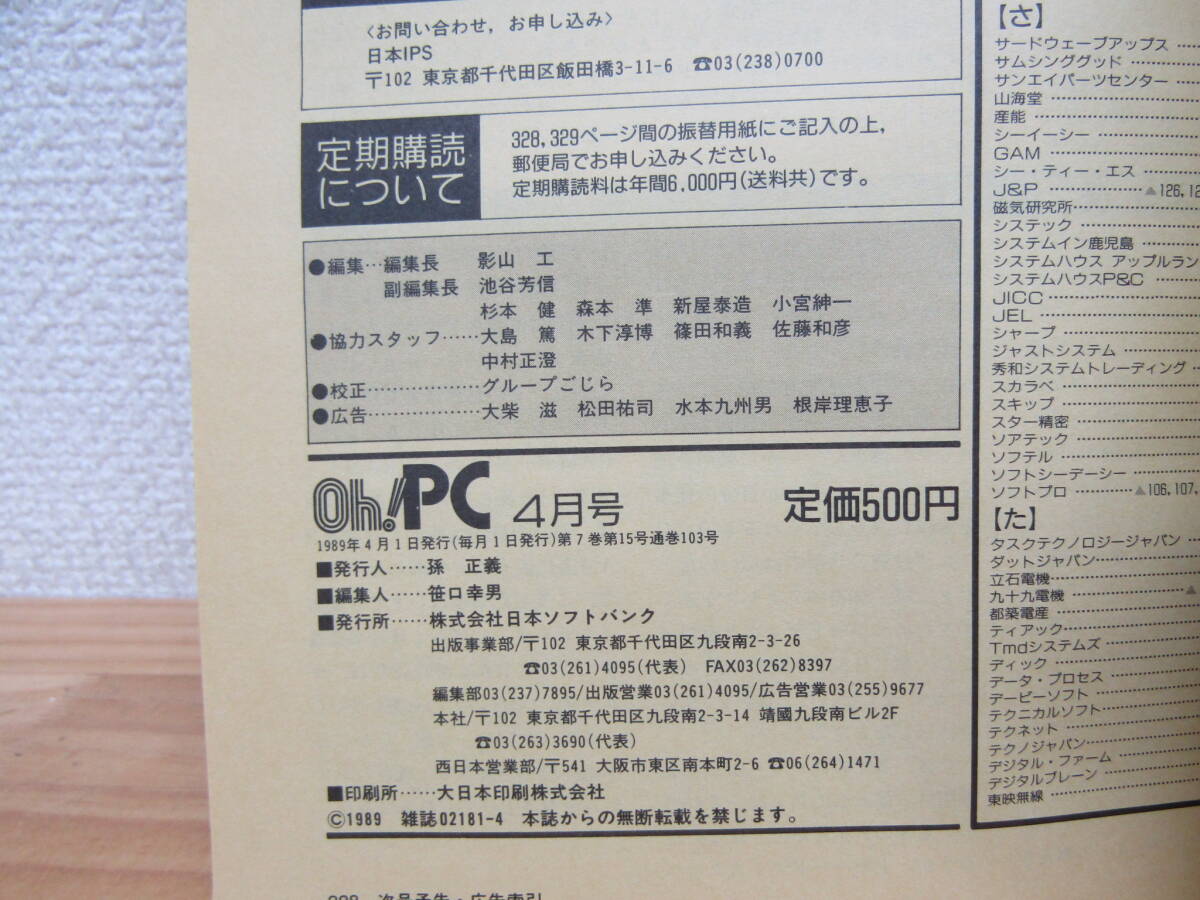 〈お問い合わせ，お申し込み〉
日本IPS
〒102 東京都千代田区飯田橋3-11-6 ☎03(238)0700
定期購読
について
328,329ページ間の振替用紙にご記入の上，
郵便局でお申し込みください。
定期購読料は年間6,000円(送料共)です。
●編集…編集長 影山 工
副編集長 池谷芳信
杉本 健 森本 準 新屋泰造 小宮紳一
●協力スタッフ……大島 篤 木下淳博 篠田和義 佐藤和彦
中村正澄
●校正………………グループごじら
●広告………………大柴 滋 松田祐司 水本九州男 根岸理恵子
Oh!PC 4月号 定価500円
1989年4月1日発行(毎月1日発行)第7巻第15号通巻103号
■発行人……孫 正義
■編集人……笹口幸男
■発行所……株式会社日本ソフトバンク
出版事業部/〒102 東京都千代田区九段南2-3-26
☎03(261)4095(代表) FAX03(262)8397
編集部03(237)7895/出版営業03(261)4095/広告営業03(255)9677
本社/〒102 東京都千代田区九段南2-3-14 靖國九段南ビル2F
☎03(263)3690(代表)
西日本営業部/〒541 大阪市東区南本町2-6 ☎06(264)1471
■印刷所……大日本印刷株式会社
©1989 雑誌02181-4 本誌からの無断転載を禁じます。
次号予告・広告索引
【さ】
サードウェーブアップス……
サムシンググッド……
サンエイパーツセンター……
山海堂……
産能……
シーイーシー……
GAM……
シー・ティー・エス……
J&P……▲126,12
磁気研究所……
システック……
システムイン鹿児島……
システムハウス アップルラン
システムハウスP&C……
JICC……
JEL……
シャープ……
ジャストシステム……
秀和システムトレーディング……
スカラベ……
スキップ……
スター精密……
ソアテック……
ソフテル……
ソフトシーデーシー……
ソフトプロ……▲106,107,
【た】
タスクテクノロジージャパン……
ダットジャパン……
立石電機……
九十九電機……▲
都築電産……
ティアック……
Tmdシステムズ……
ディック……
データ・プロセス……
デービーソフト……
テクニカルソフト……
テクネット……
テクノジャパン……
デジタル・ファーム……
デジタルブレーン……
東映無線……